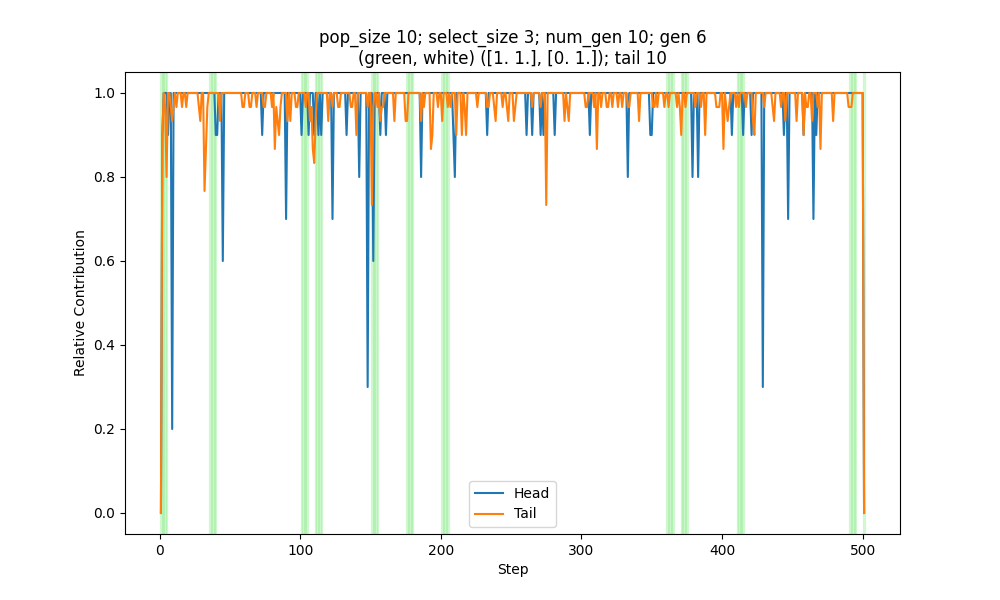 pop_size 10; select_size 3; num_gen 10; gen 6
(green, white) ([1. 1.], [0. 1.]); tail 10
1.0
0.8
0.6
0.4
0.2
0.0
Relative Contribution
Head
Tail
0 100 200 300 400 500
Step